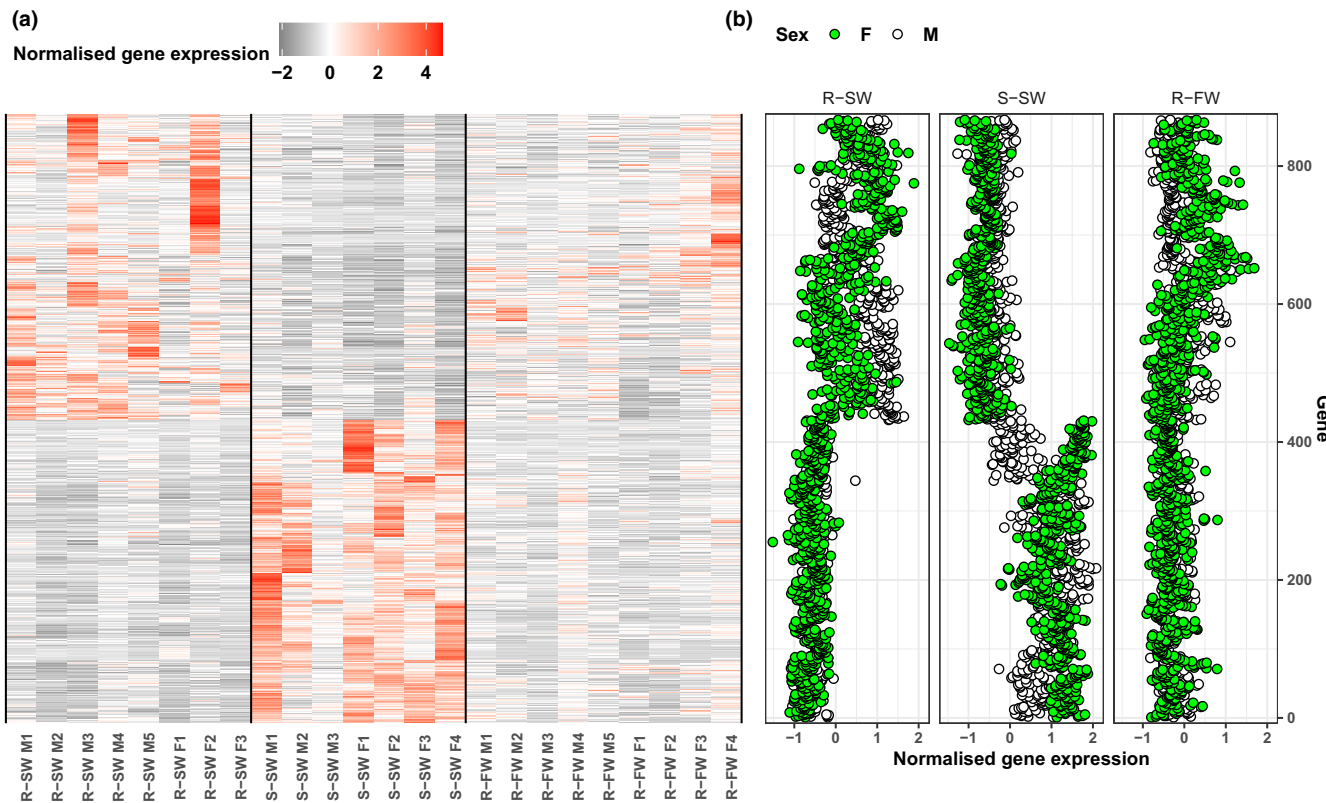 (a)
Normalised gene expression
−2 0 2 4
R−SW M1
R−SW M2
R−SW M3
R−SW M4
R−SW M5
R−SW F1
R−SW F2
R−SW F3
S−SW M1
S−SW M2
S−SW M3
S−SW F1
S−SW F2
S−SW F3
S−SW F4
R−FW M1
R−FW M2
R−FW M3
R−FW M4
R−FW M5
R−FW F1
R−FW F2
R−FW F3
R−FW F4
(b)
Sex F M
R−SW S−SW R−FW
800
600
400
200
0
Gene
−1 0 1 2 −1 0 1 2 −1 0 1 2
Normalised gene expression